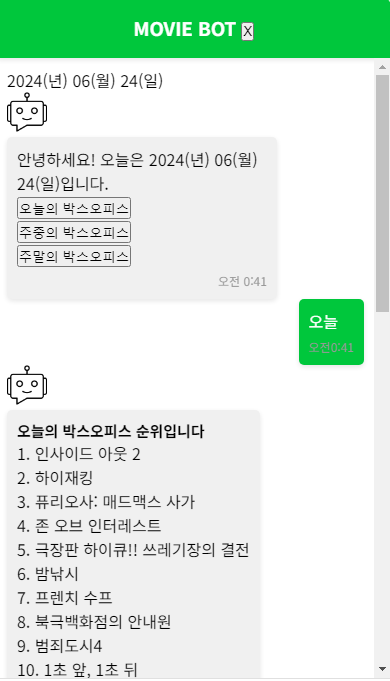 MOVIE BOT X
2024(년) 06(월) 24(일)
안녕하세요! 오늘은 2024(년) 06(월)
24(일)입니다.
오늘의 박스오피스
주중의 박스오피스
주말의 박스오피스
오전 0:41
오늘
오전0:41
오늘의 박스오피스 순위입니다
1. 인사이드 아웃 2
2. 하이재킹
3. 퓨리오사: 매드맥스 사가
4. 존 오브 인터레스트
5. 극장판 하이큐!! 쓰레기장의 결전
6. 밤낚시
7. 프렌치 수프
8. 북극백화점의 안내원
9. 범죄도시4
10. 1초 앞, 1초 뒤